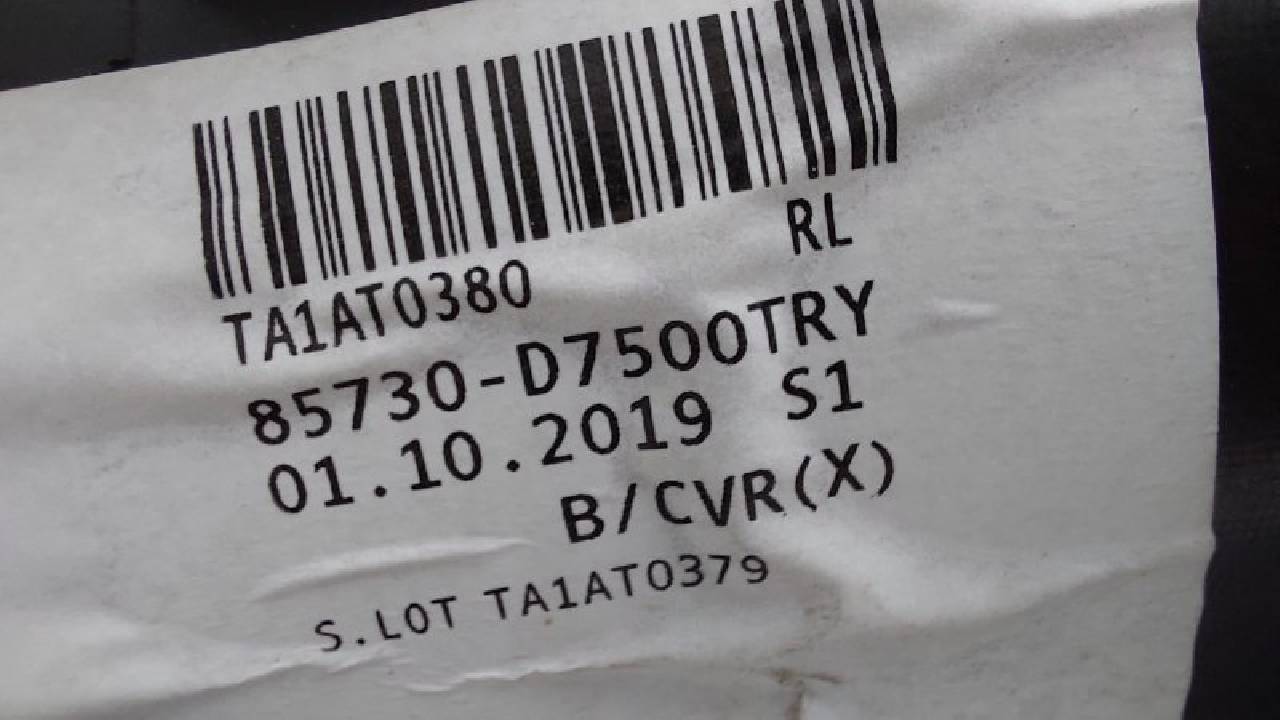 RL
TA1AT0380
85730-D7500TRY
01.10.2019 S1
B/CVR(X)
S.LOT TA1AT0379